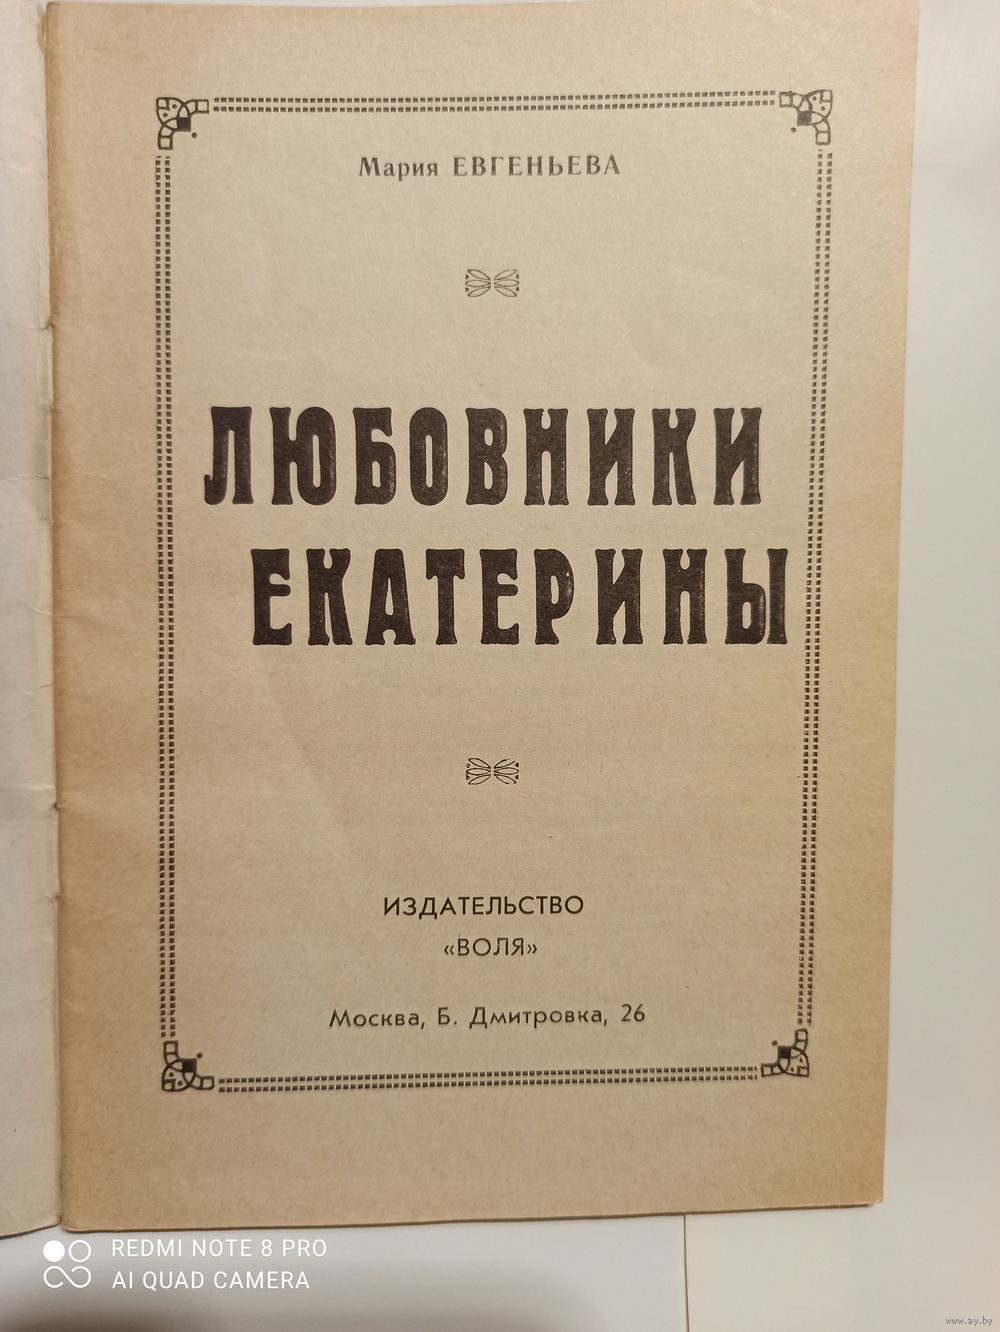 Мария ЕВГЕНЬЕВА
ЛЮБОВНИКИ
ЕКАТЕРИНЫ
ИЗДАТЕЛЬСТВО
«ВОЛЯ»
Москва, Б. Дмитровка, 26
REDMI NOTE 8 PRO
AI QUAD CAMERA
www.ay.by